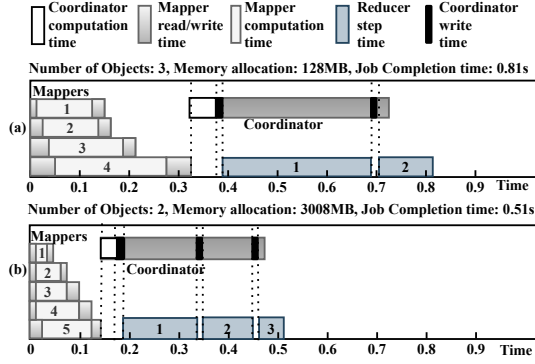 Coordinator computation time
Mapper read/write time
Mapper computation time
Reducer step time
Coordinator write time
Number of Objects: 3, Memory allocation: 128MB, Job Completion time: 0.81s
Mappers
1
2
3
4
(a)
Coordinator
1
2
0 0.1 0.2 0.3 0.4 0.5 0.6 0.7 0.8 0.9 Time
Number of Objects: 2, Memory allocation: 3008MB, Job Completion time: 0.51s
Mappers
1
2
3
4
5
(b)
Coordinator
1
2
3
0 0.1 0.2 0.3 0.4 0.5 0.6 0.7 0.8 0.9 Time